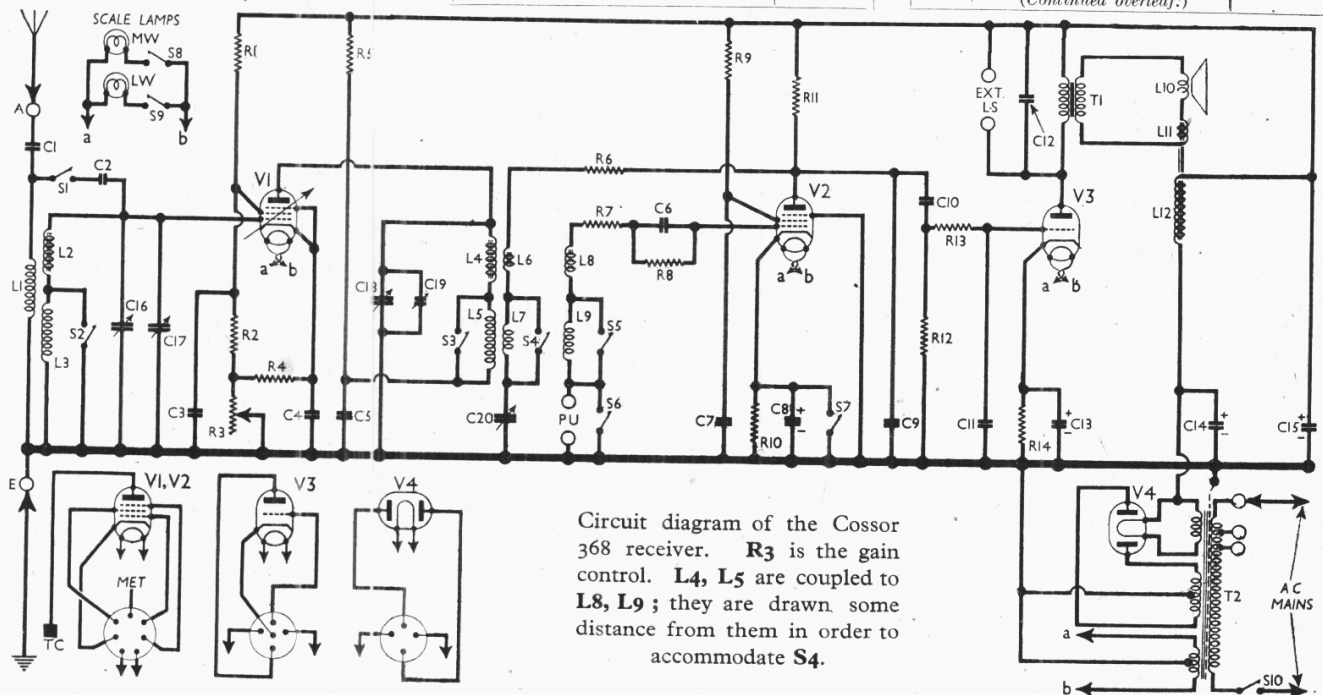 (Continued overleaf.)
SCALE LAMPS
MW
S8
LW
S9
a
b
A
C1
S1
C2
R1
R5
V1
a
b
L1
L2
L3
S2
C16
C17
R2
R4
R3
C3
C4
C5
C18
C19
L4
L5
S3
L6
L7
S4
C20
R6
R7
C6
R8
L8
L9
S5
S6
PU
R9
R11
V2
a
b
C7
R10
C8
+
-
S7
C9
C10
R13
R12
C11
EXT.
L-S
C12
T1
V3
a
b
R14
C13
+
-
L10
L11
L12
C14
+
-
C15
+
-
E
V1, V2
MET
TC
V3
V4
Circuit diagram of the Cossor
368 receiver. R3 is the gain
control. L4, L5 are coupled to
L8, L9 ; they are drawn some
distance from them in order to
accommodate S4.
V4
T2
A C
MAINS
a
b
S10